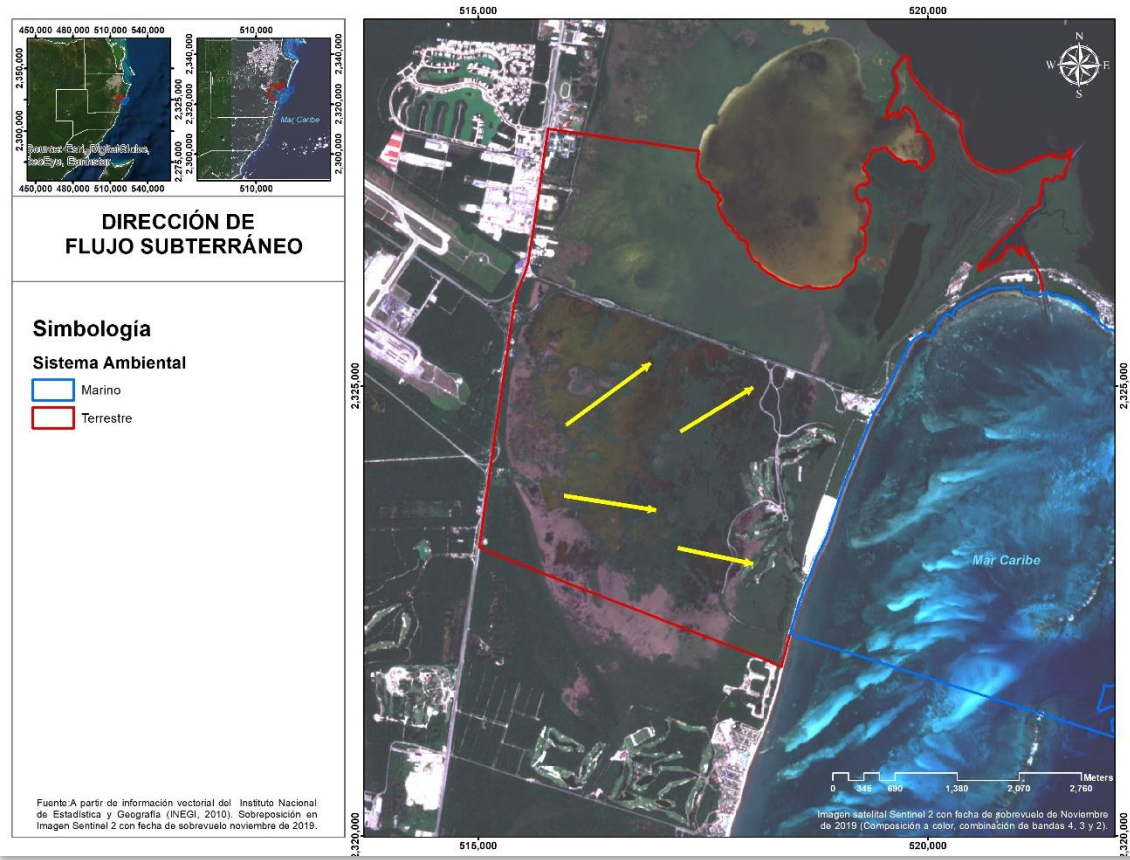 450,000 480,000 510,000 540,000
510,000
2,350,000
2,325,000
2,300,000
2,275,000
2,340,000
2,320,000
2,300,000
Mar Caribe
Source: Esri, DigitalGlobe,
GeoEye, Earthstar
450,000 480,000 510,000 540,000
510,000
DIRECCIÓN DE
FLUJO SUBTERRÁNEO
Simbología
Sistema Ambiental
Marino
Terrestre
Fuente:A partir de información vectorial del Instituto Nacional
de Estadística y Geografía (INEGI, 2010). Sobreposición en
Imagen Sentinel 2 con fecha de sobrevuelo noviembre de 2019.
515,000 520,000
N
W E
S
2,325,000
2,325,000
Mar Caribe
Meters
0 345 690 1,380 2,070 2,760
Imagen satelital Sentinel 2 con fecha de sobrevuelo de Noviembre
de 2019 (Composición a color, combinación de bandas 4, 3 y 2).
2,320,000
2,320,000
515,000 520,000